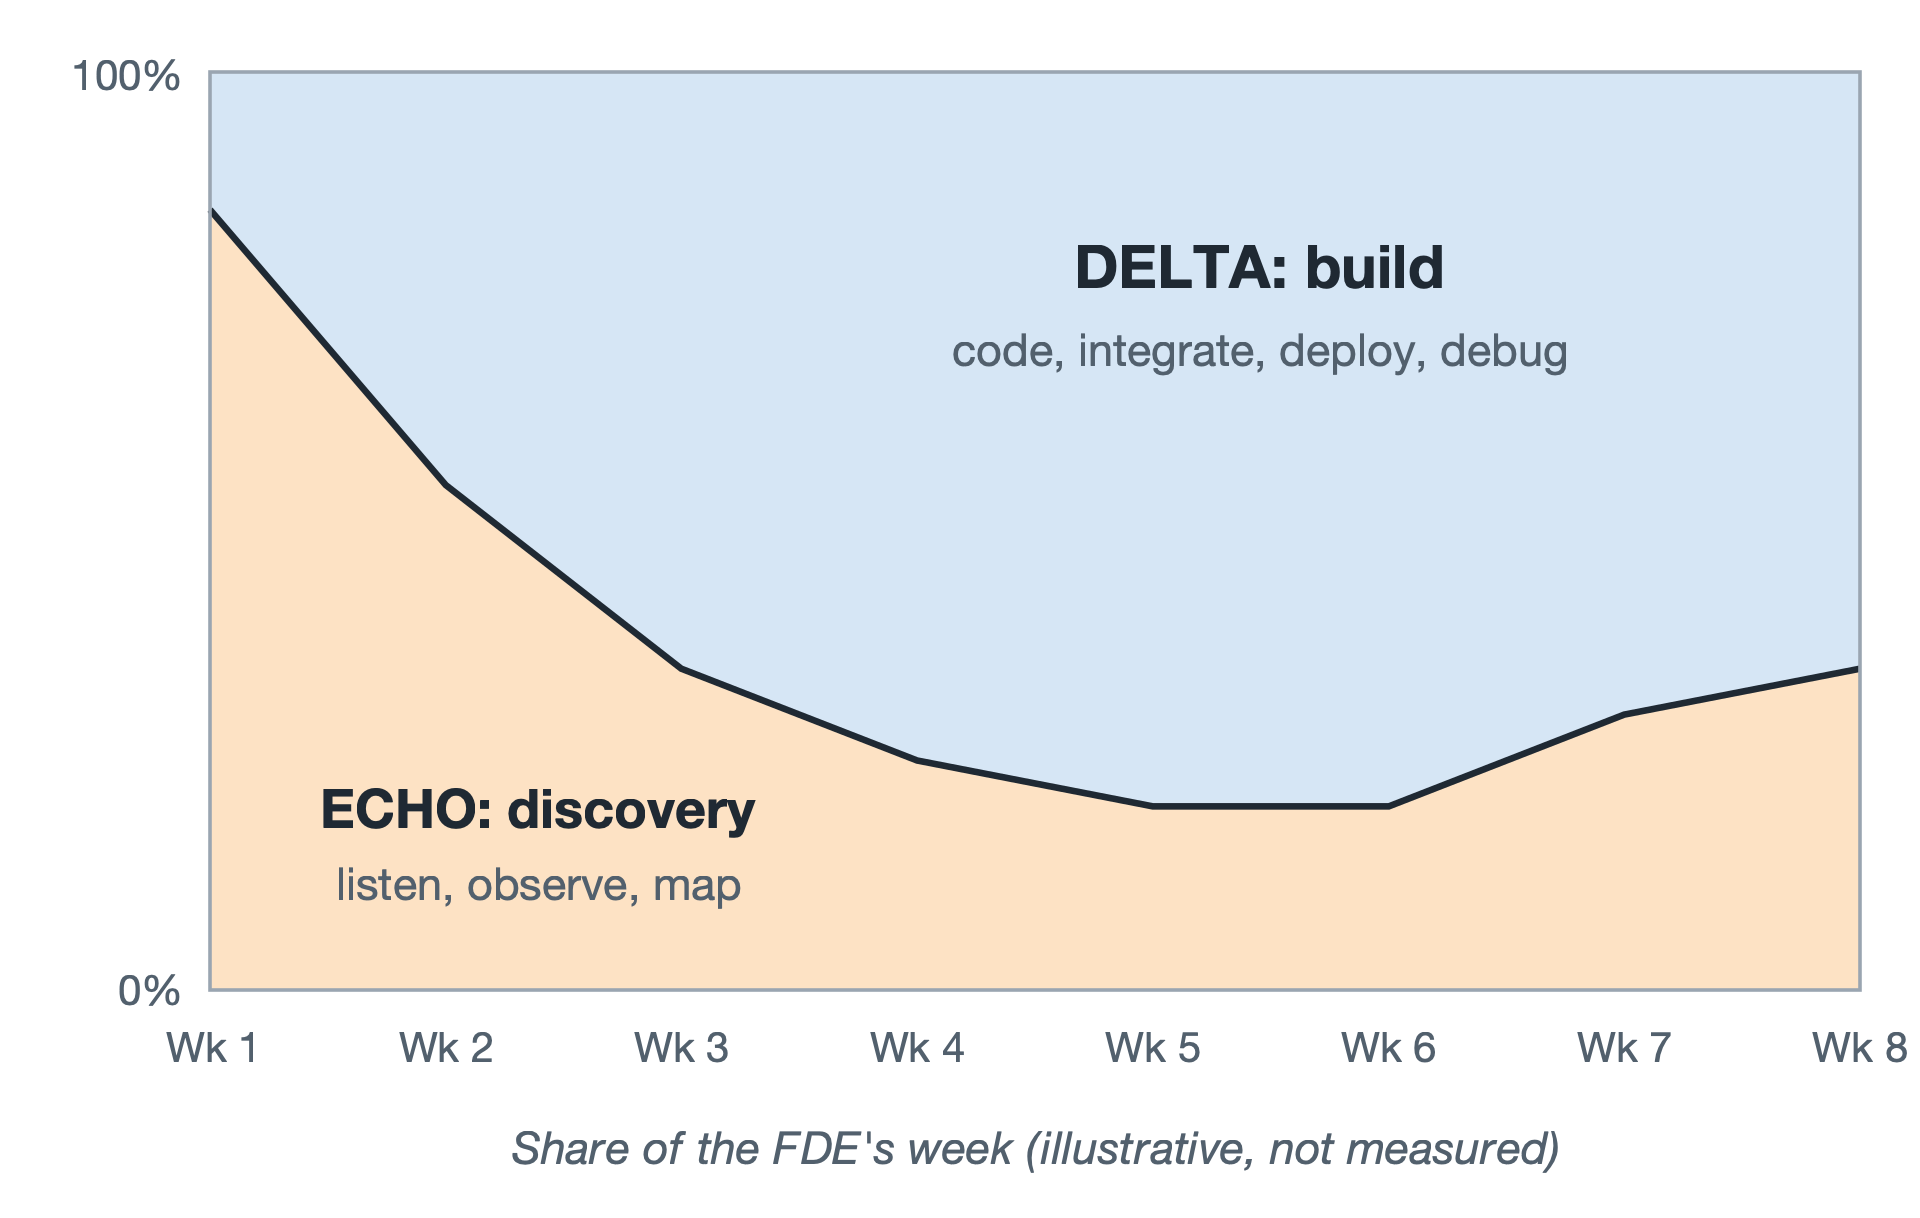 100%
DELTA: build
code, integrate, deploy, debug
ECHO: discovery
listen, observe, map
0%
Wk 1 Wk 2 Wk 3 Wk 4 Wk 5 Wk 6 Wk 7 Wk 8
Share of the FDE's week (illustrative, not measured)